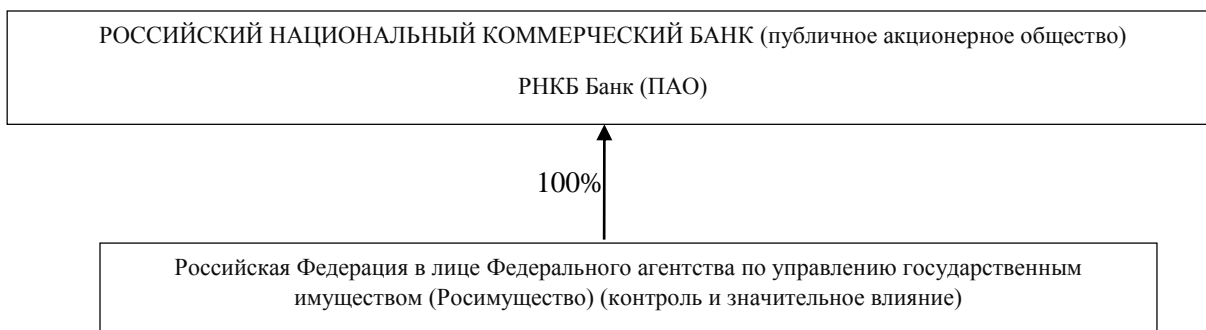 РОССИЙСКИЙ НАЦИОНАЛЬНЫЙ КОММЕРЧЕСКИЙ БАНК (публичное акционерное общество)
РНКБ Банк (ПАО)
100%
Российская Федерация в лице Федерального агентства по управлению государственным
имуществом (Росимущество) (контроль и значительное влияние)